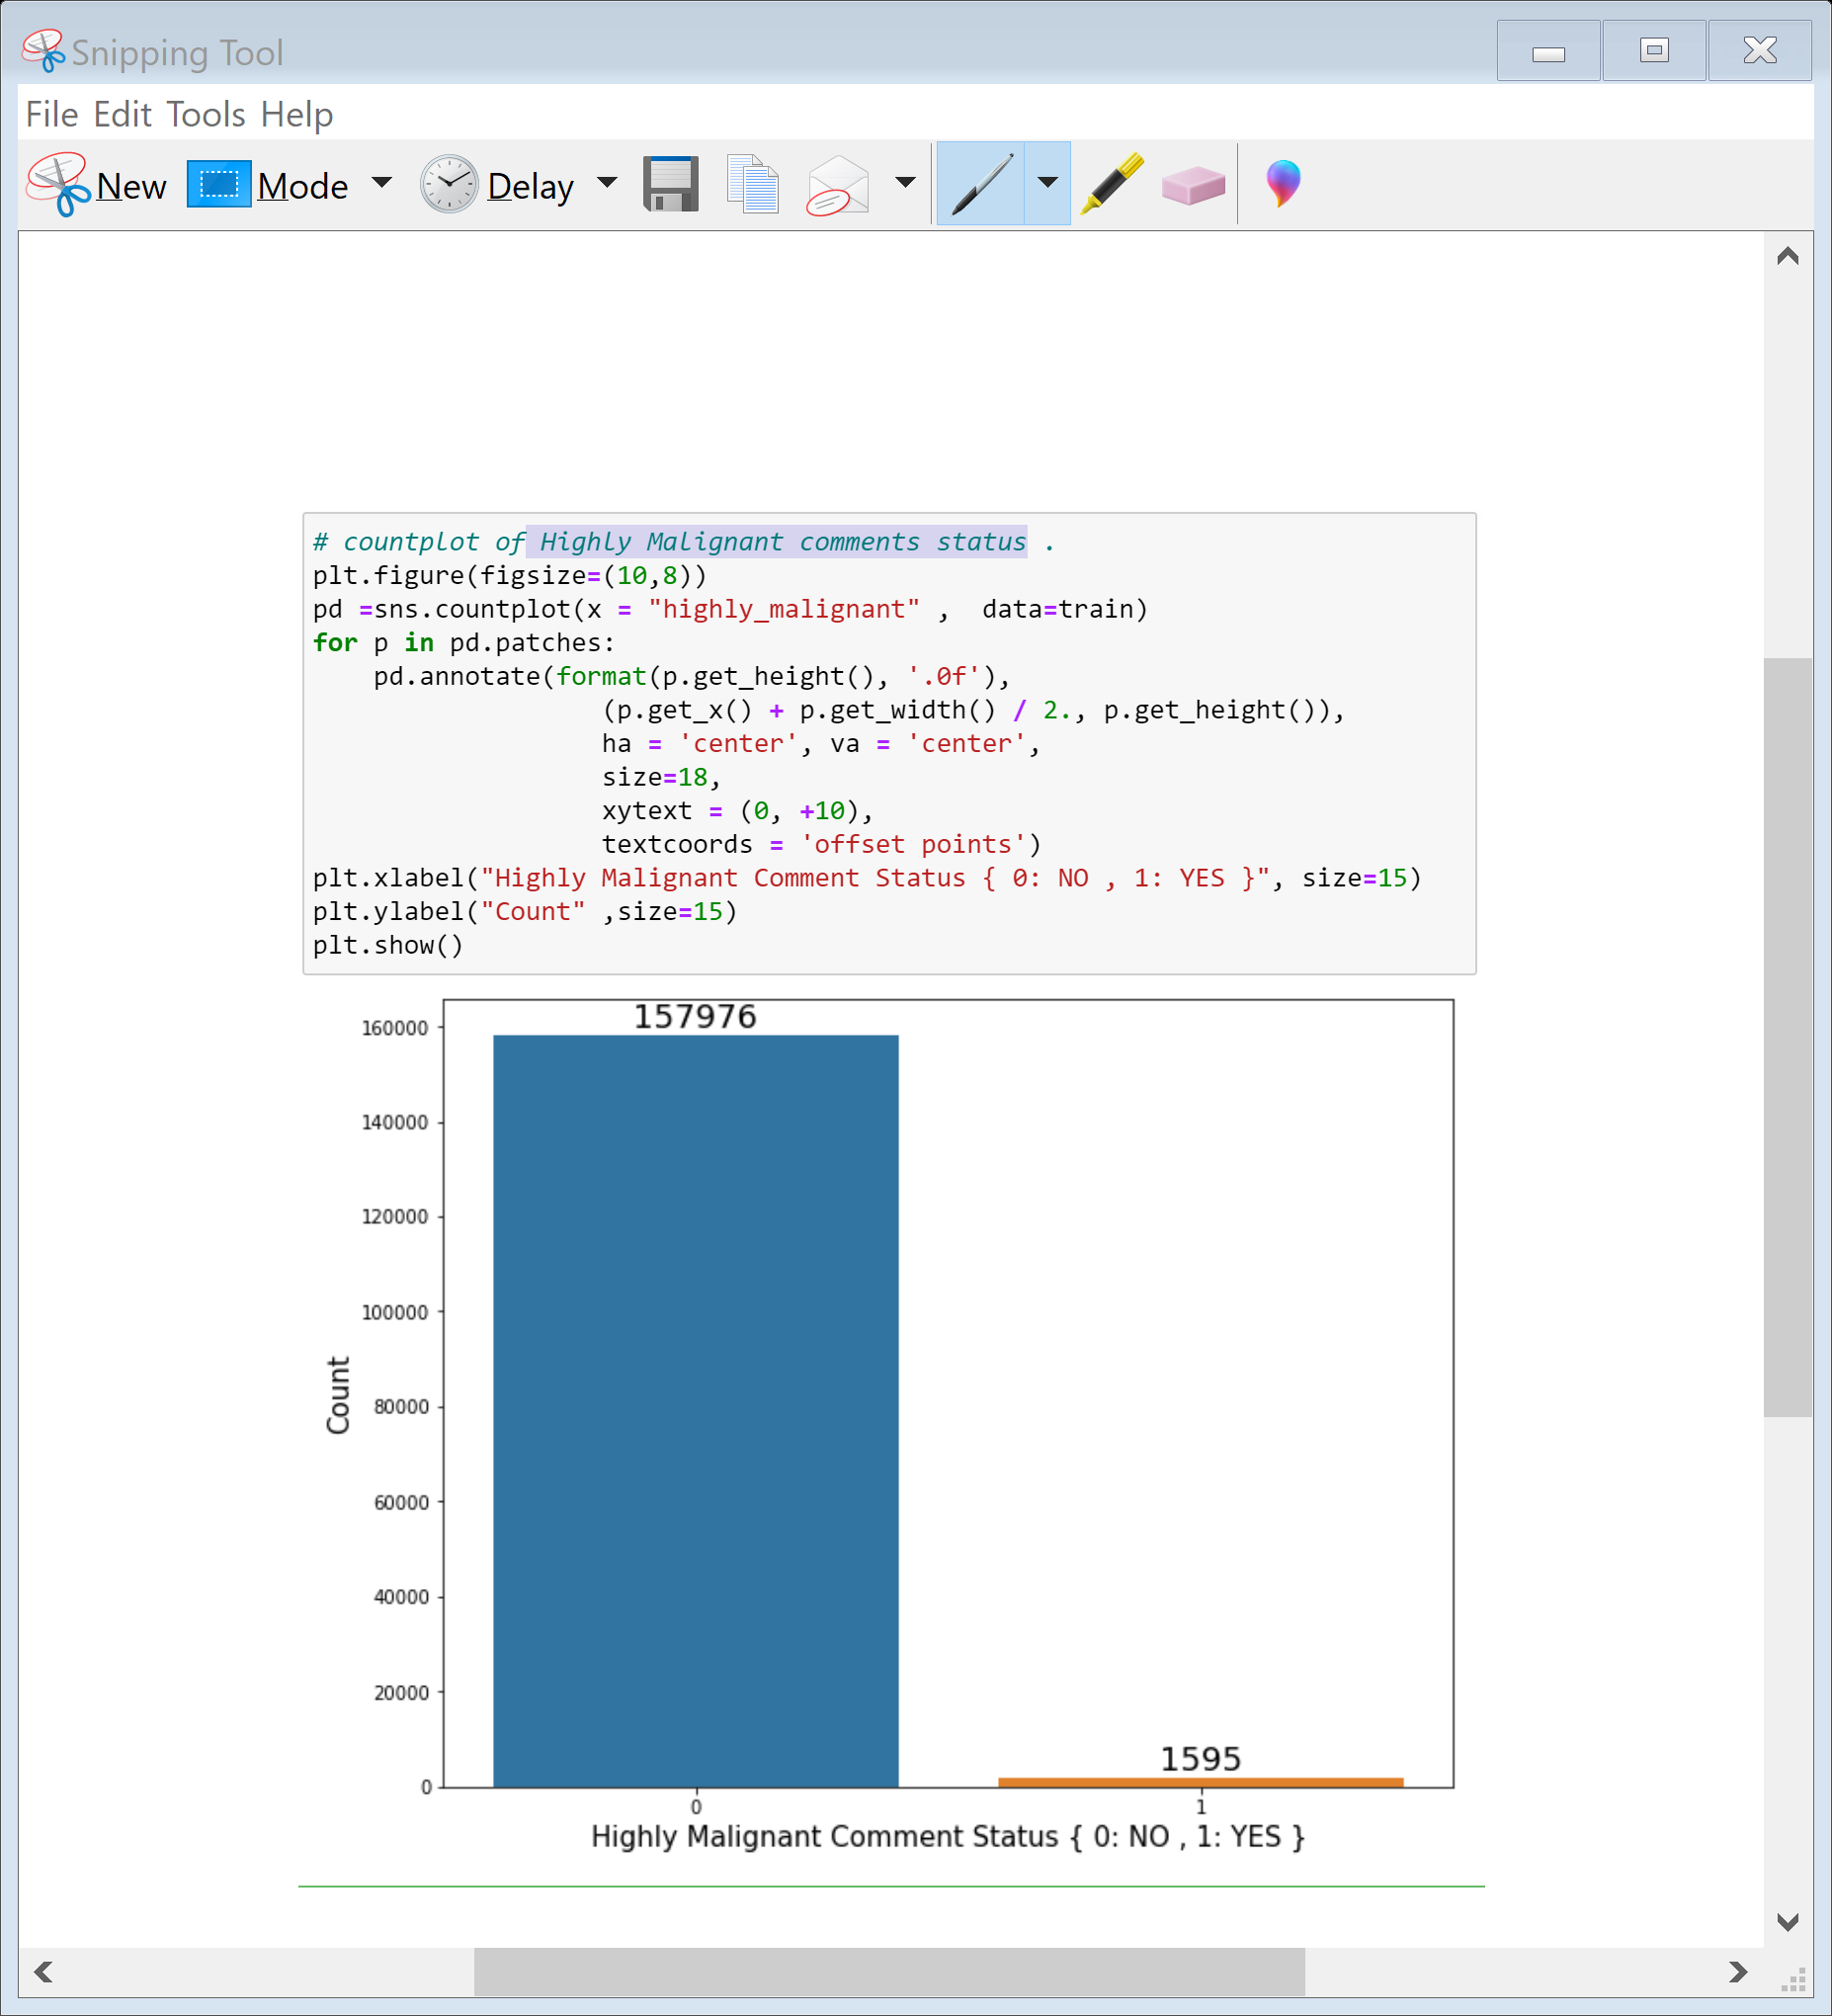 Snipping Tool
File Edit Tools Help
New Mode Delay
# countplot of Highly Malignant comments status .
plt.figure(figsize=(10,8))
pd =sns.countplot(x = "highly_malignant" ,  data=train)
for p in pd.patches:
    pd.annotate(format(p.get_height(), '.0f'),
                   (p.get_x() + p.get_width() / 2., p.get_height()),
                   ha = 'center', va = 'center',
                   size=18,
                   xytext = (0, +10),
                   textcoords = 'offset points')
plt.xlabel("Highly Malignant Comment Status { 0: NO , 1: YES }", size=15)
plt.ylabel("Count" ,size=15)
plt.show()
157976
160000
140000
120000
100000
Count
80000
60000
40000
20000
1595
0
0 1
Highly Malignant Comment Status { 0: NO , 1: YES }